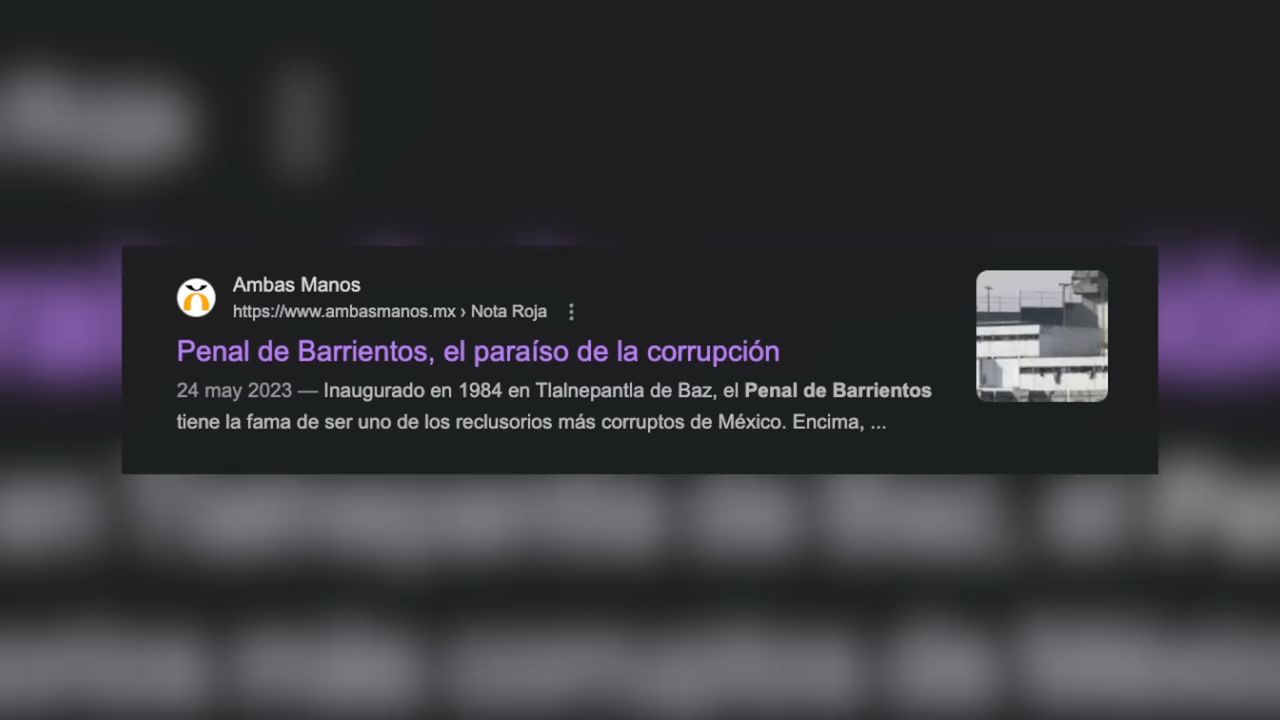 Ambas Manos
https://www.ambasmanos.mx › Nota Roja
Penal de Barrientos, el paraíso de la corrupción
24 may 2023 — Inaugurado en 1984 en Tlalnepantla de Baz, el Penal de Barrientos
tiene la fama de ser uno de los reclusorios más corruptos de México. Encima, ...